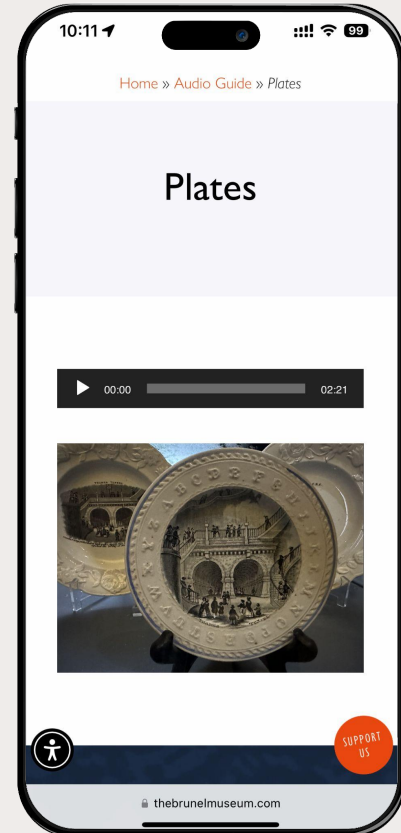 10:11
99
Home » Audio Guide » Plates
Plates
00:00
02:21
SUPPORT
US
thebrunelmuseum.com